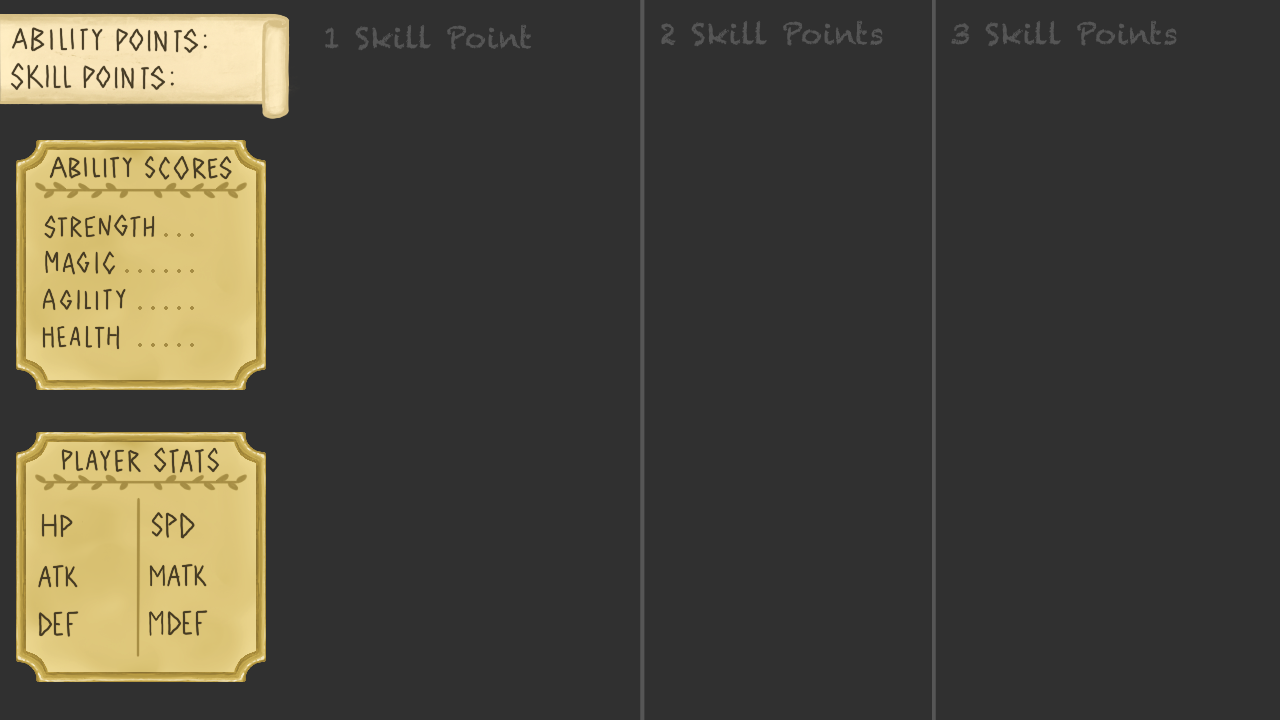 ABILITY POINTS:
SKILL POINTS:
1 Skill Point
2 Skill Points
3 Skill Points
ABILITY SCORES
STRENGTH...
MAGIC......
AGILITY.....
HEALTH.....
PLAYER STATS
HP SPD
ATK MATK
DEF MDEF